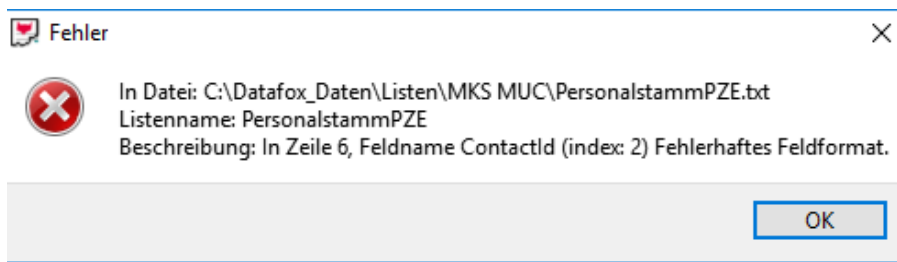 Fehler
In Datei: C:\Datafox_Daten\Listen\MKS MUC\PersonalstammPZE.txt
Listenname: PersonalstammPZE
Beschreibung: In Zeile 6, Feldname ContactId (index: 2) Fehlerhaftes Feldformat.
OK